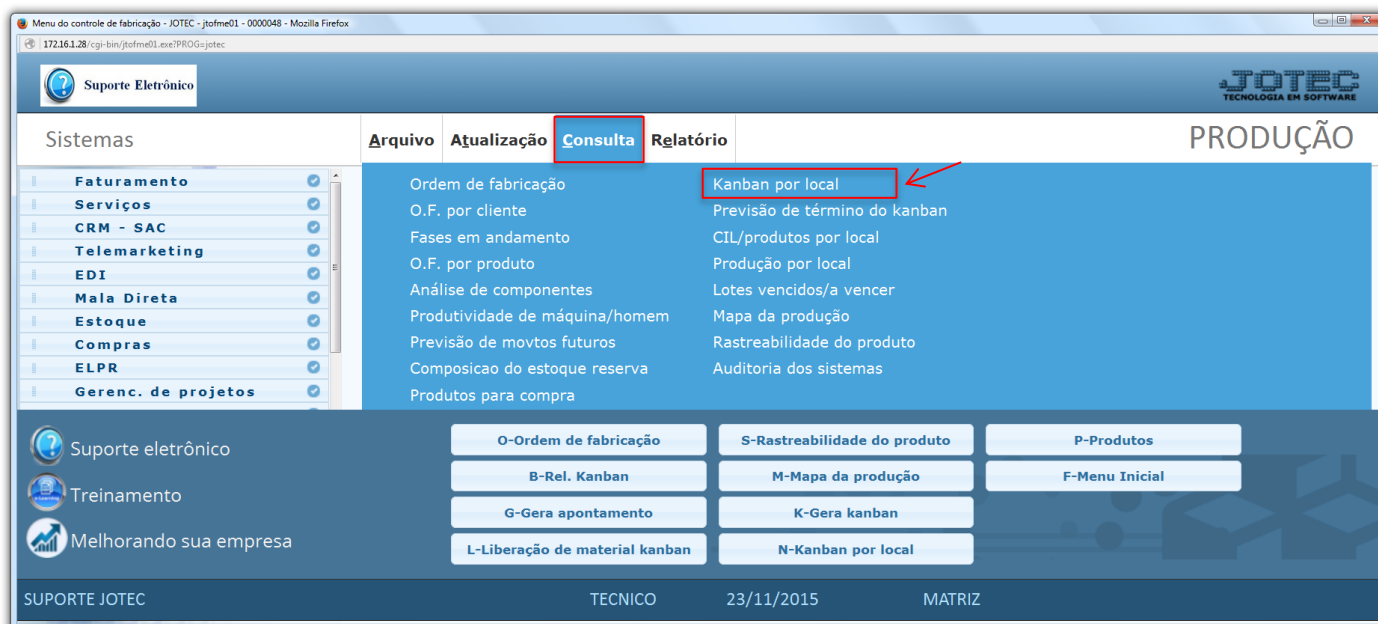 Menu do controle de fabricação - JOTEC - jtofme01 - 0000048 - Mozilla Firefox
172.16.1.28/cgi-bin/jtofme01.exe?PROG=jotec
Suporte Eletrônico
JOTEC
TECNOLOGIA EM SOFTWARE
Sistemas
Arquivo Atualização Consulta Relatório
PRODUÇÃO
Faturamento
Serviços
CRM - SAC
Telemarketing
EDI
Mala Direta
Estoque
Compras
ELPR
Gerenc. de projetos
Ordem de fabricação
O.F. por cliente
Fases em andamento
O.F. por produto
Análise de componentes
Produtividade de máquina/homem
Previsão de movtos futuros
Composicao do estoque reserva
Produtos para compra
Kanban por local
Previsão de término do kanban
CIL/produtos por local
Produção por local
Lotes vencidos/a vencer
Mapa da produção
Rastreabilidade do produto
Auditoria dos sistemas
Suporte eletrônico
Treinamento
Melhorando sua empresa
O-Ordem de fabricação
S-Rastreabilidade do produto
P-Produtos
B-Rel. Kanban
M-Mapa da produção
F-Menu Inicial
G-Gera apontamento
K-Gera kanban
L-Liberação de material kanban
N-Kanban por local
SUPORTE JOTEC TECNICO 23/11/2015 MATRIZ